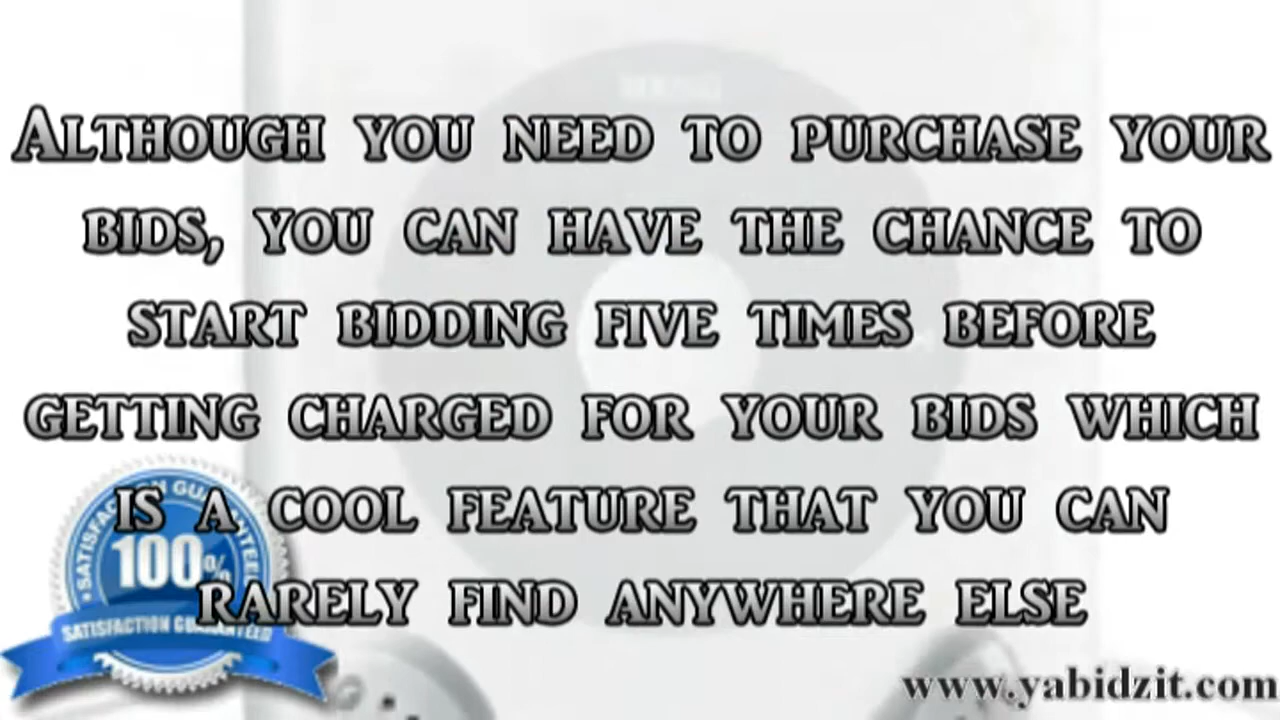 ALTHOUGH YOU NEED TO PURCHASE YOUR
BIDS, YOU CAN HAVE THE CHANCE TO
START BIDDING FIVE TIMES BEFORE
GETTING CHARGED FOR YOUR BIDS WHICH
IS A COOL FEATURE THAT YOU CAN
RARELY FIND ANYWHERE ELSE
SATISFACTION GUARANTEED
100%
SATISFACTION GUARANTEED
www.yabidzit.com